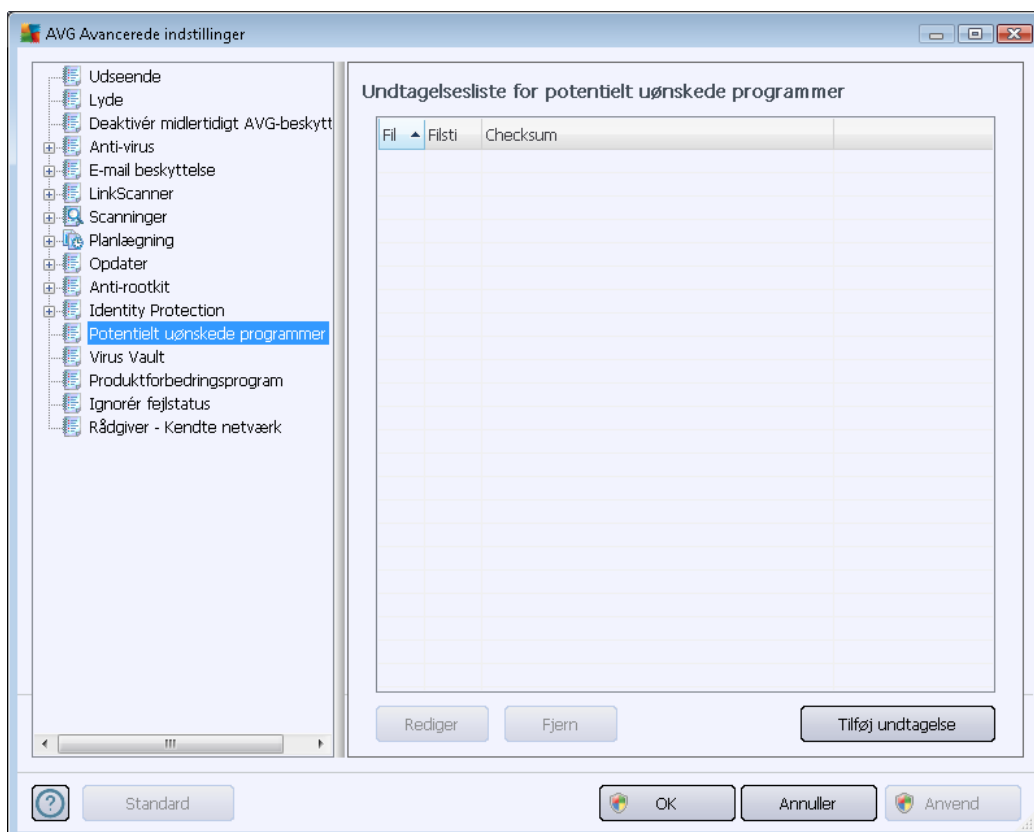 AVG Avancerede indstillinger
Udseende
Lyde
Deaktivér midlertidigt AVG-beskytt
Anti-virus
E-mail beskyttelse
LinkScanner
Scanninger
Planlægning
Opdater
Anti-rootkit
Identity Protection
Potentielt uønskede programmer
Virus Vault
Produktforbedringsprogram
Ignorér fejlstatus
Rådgiver - Kendte netværk
Undtagelsesliste for potentielt uønskede programmer
Fil Filsti Checksum
Rediger Fjern Tilføj undtagelse
Standard OK Annuller Anvend